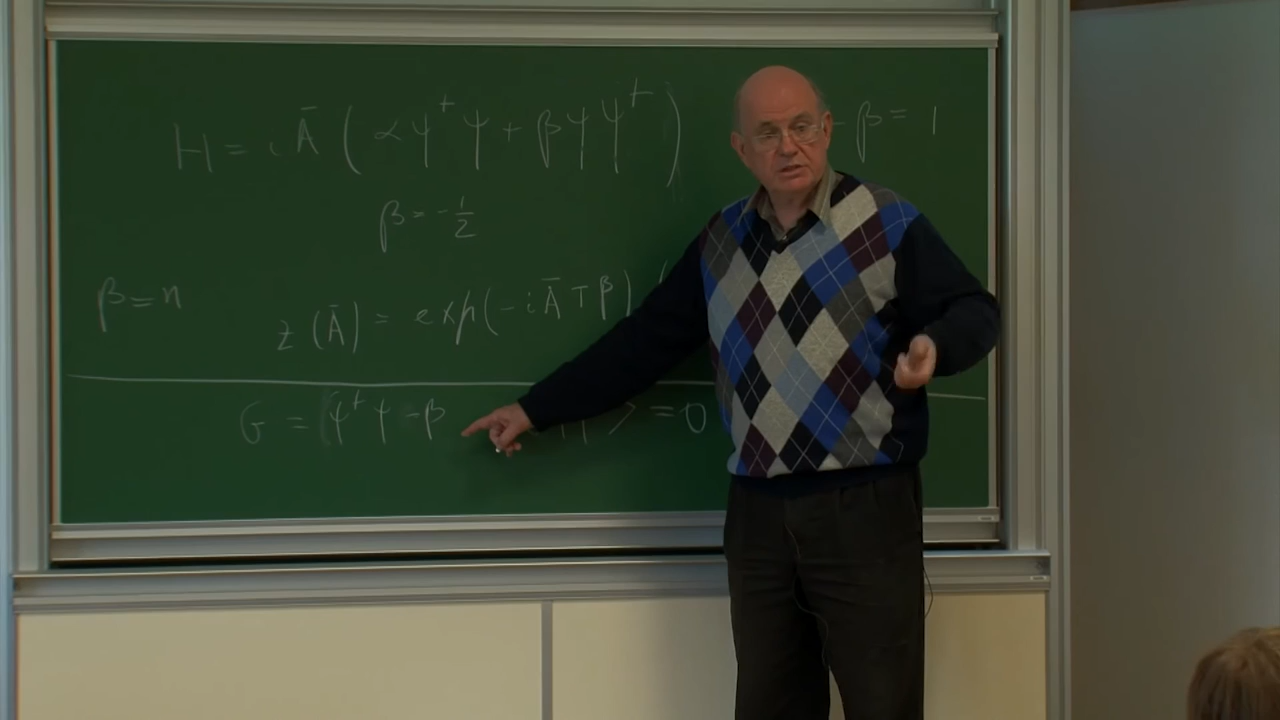 H = i Ā ( α ψ† ψ + β ψ ψ† ) - β = 1
β = - 1/2
β = n
Z (Ā) = exp( - i Ā T β ) (
G = ψ† ψ - β > = 0